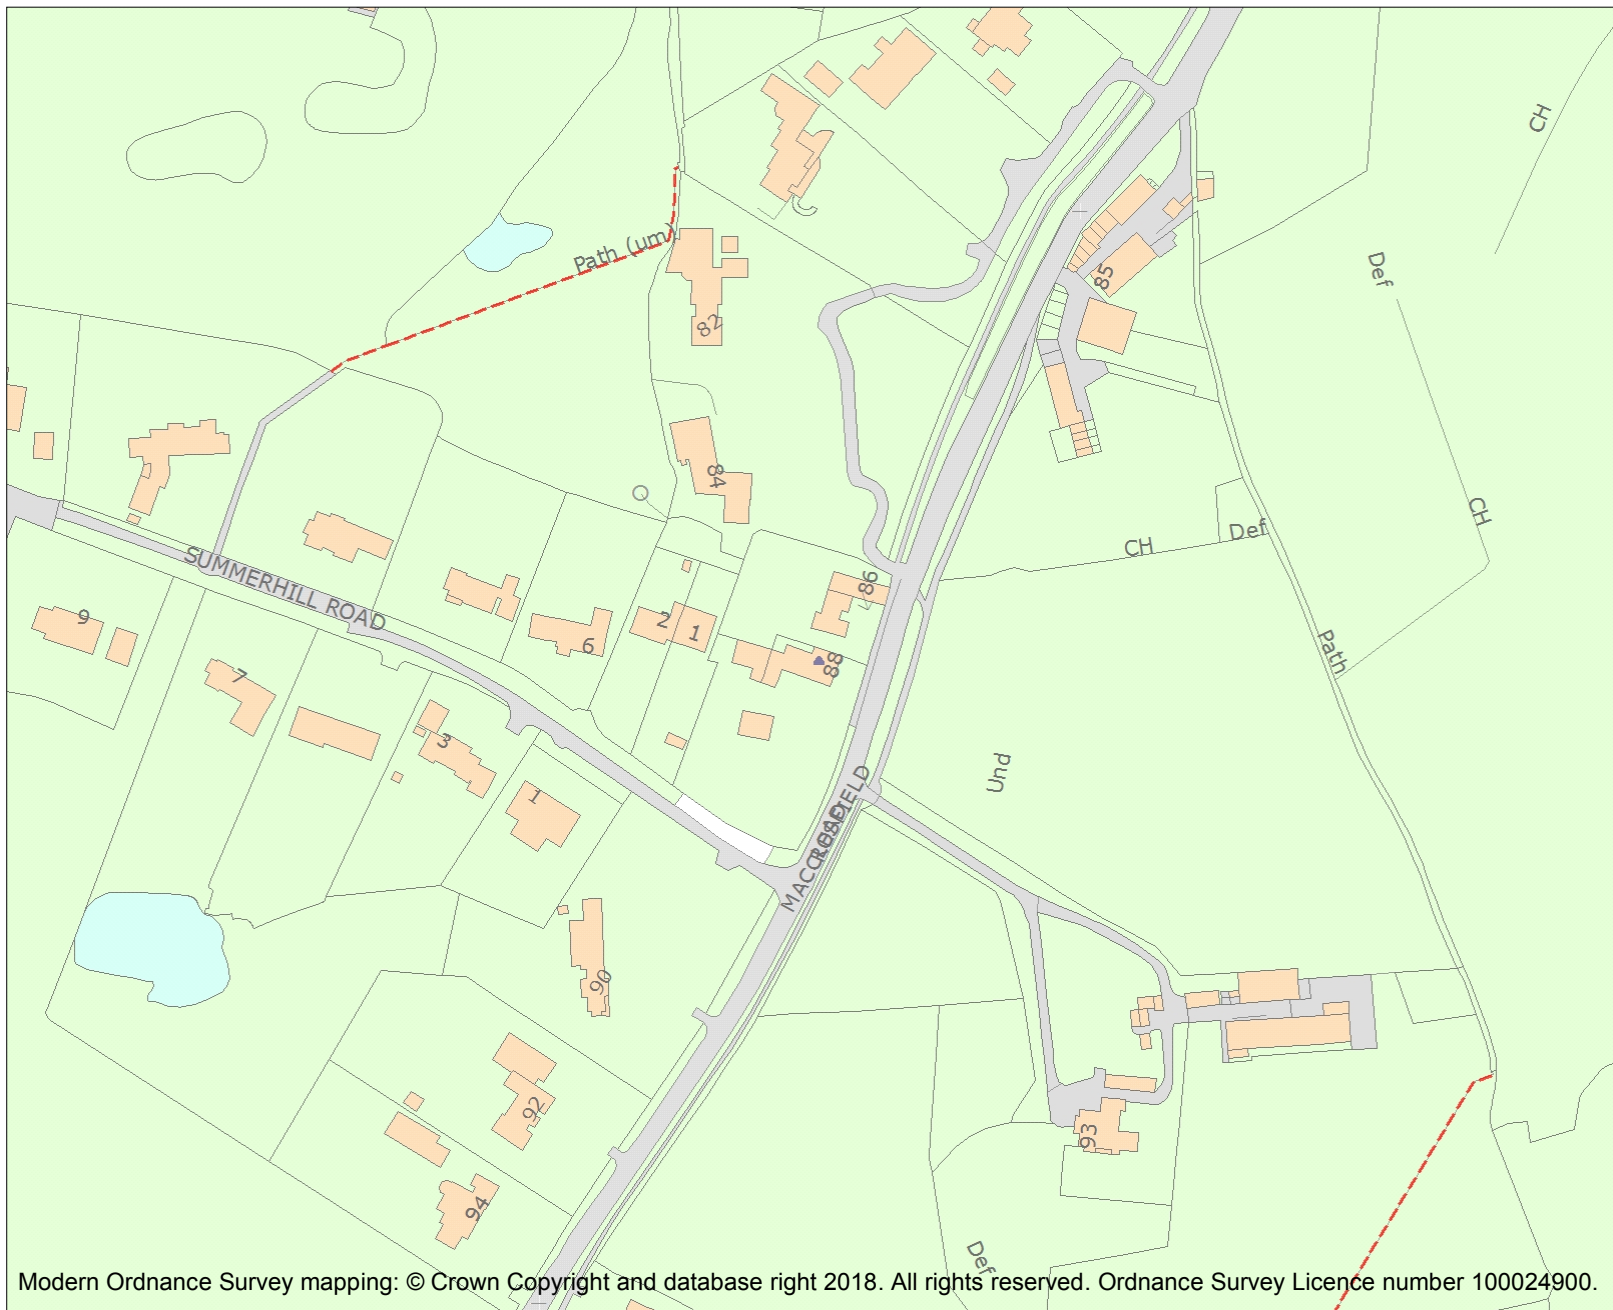 CH
Path (um)
Def
85
82
84
CH
CH
Def
SUMMERHILL ROAD
86
9
2
1
6
88
Path
7
3
Und
1
MACCLESFIELD
ROAD
90
92
93
94
Def
Modern Ordnance Survey mapping: © Crown Copyright and database right 2018. All rights reserved. Ordnance Survey Licence number 100024900.